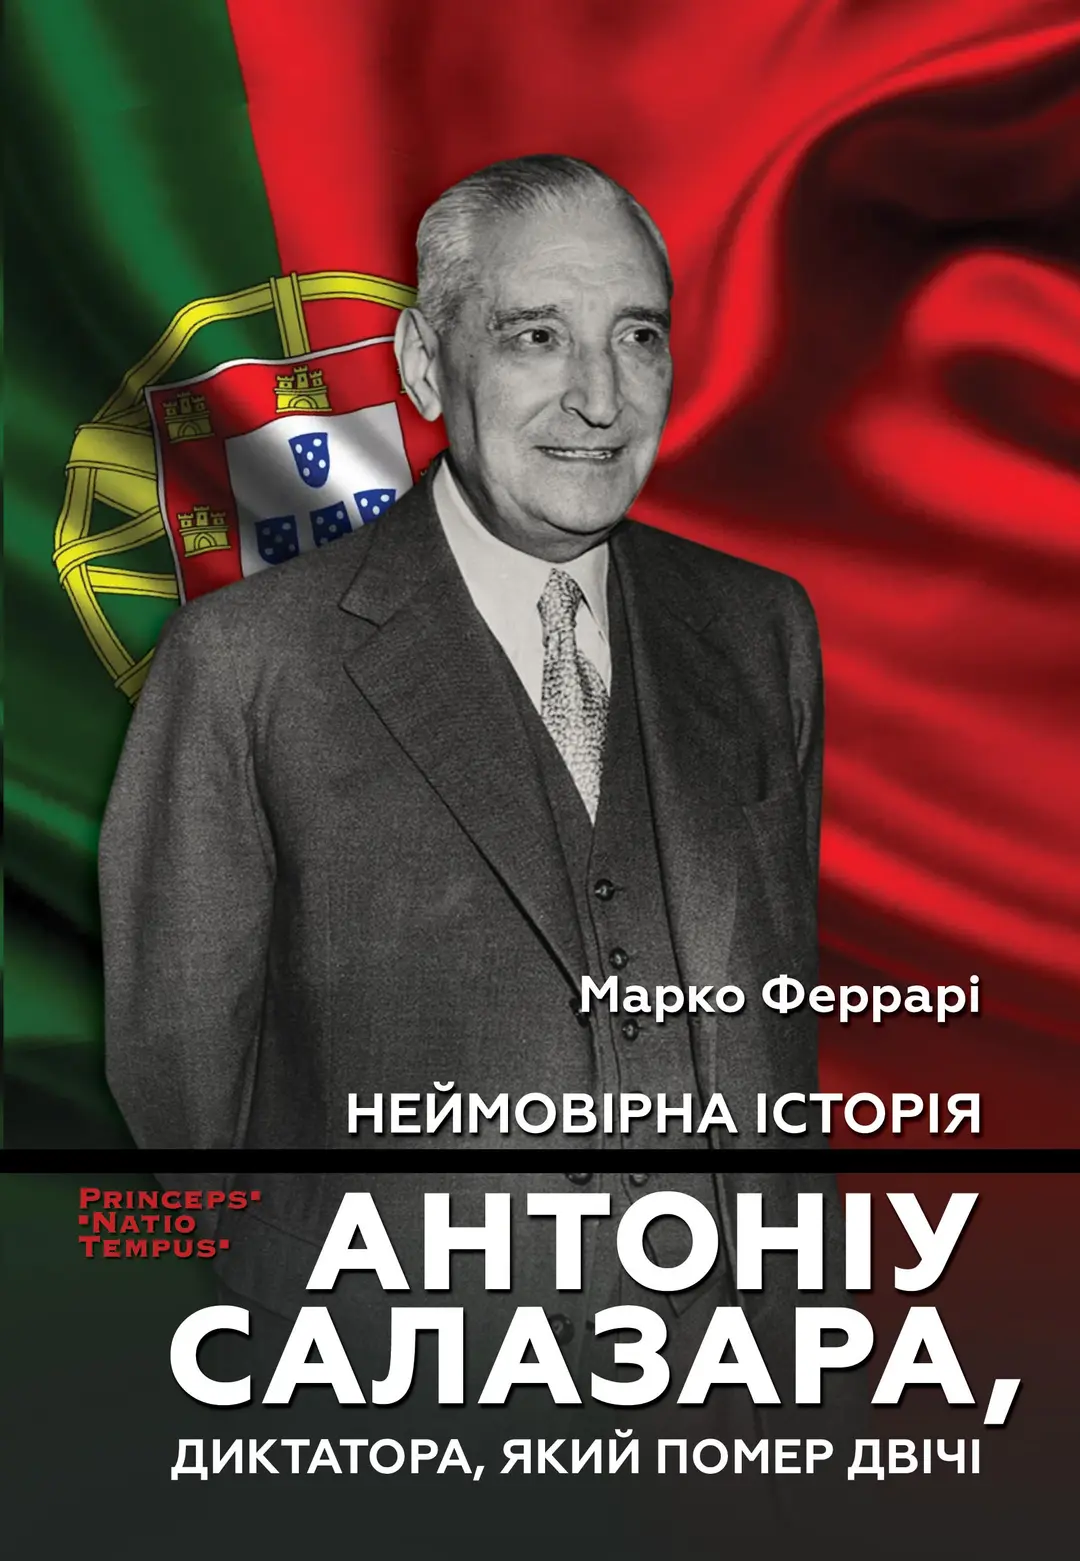 Марко Феррарі
НЕЙМОВІРНА ІСТОРІЯ
PRINCEPS▪
▪NATIO
TEMPUS▪
АНТОНІУ
САЛАЗАРА,
ДИКТАТОРА, ЯКИЙ ПОМЕР ДВІЧІ